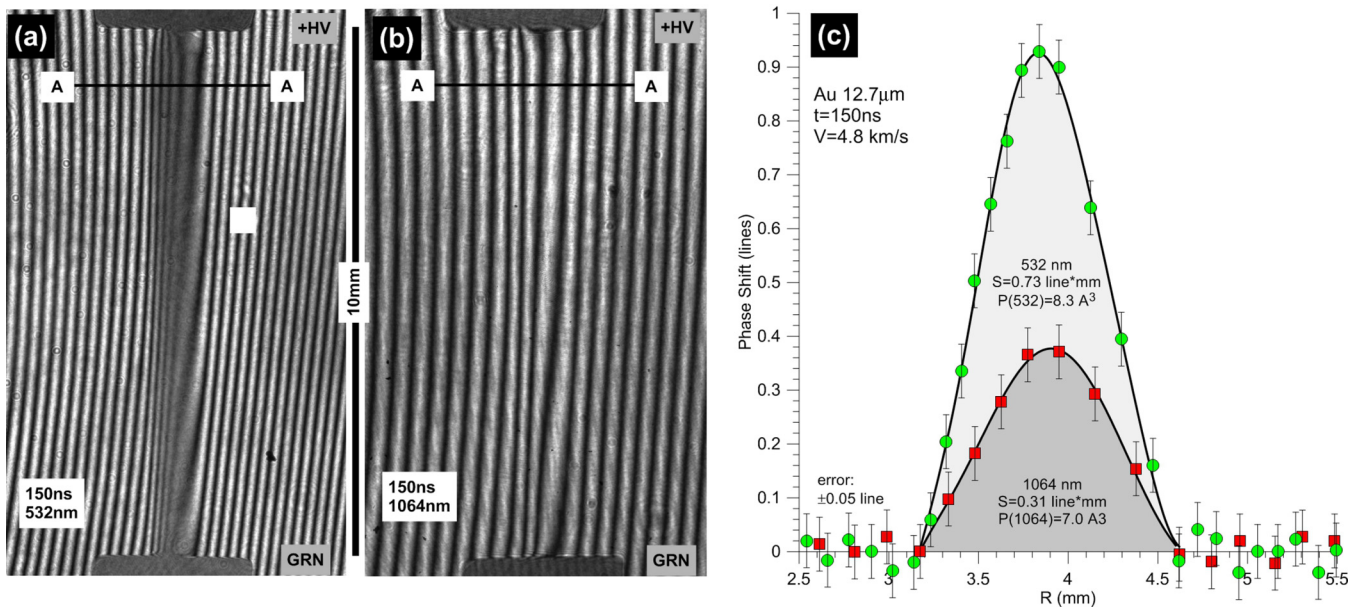 (a)
+HV
A
A
150ns
532nm
GRN
10mm
(b)
+HV
A
A
150ns
1064nm
GRN
(c)
Phase Shift (lines)
1
0.9
0.8
0.7
0.6
0.5
0.4
0.3
0.2
0.1
0
Au 12.7μm
t=150ns
V=4.8 km/s
532 nm
S=0.73 line*mm
P(532)=8.3 A³
1064 nm
S=0.31 line*mm
P(1064)=7.0 A3
error:
±0.05 line
2.5 3 3.5 4 4.5 5 5.5
R (mm)